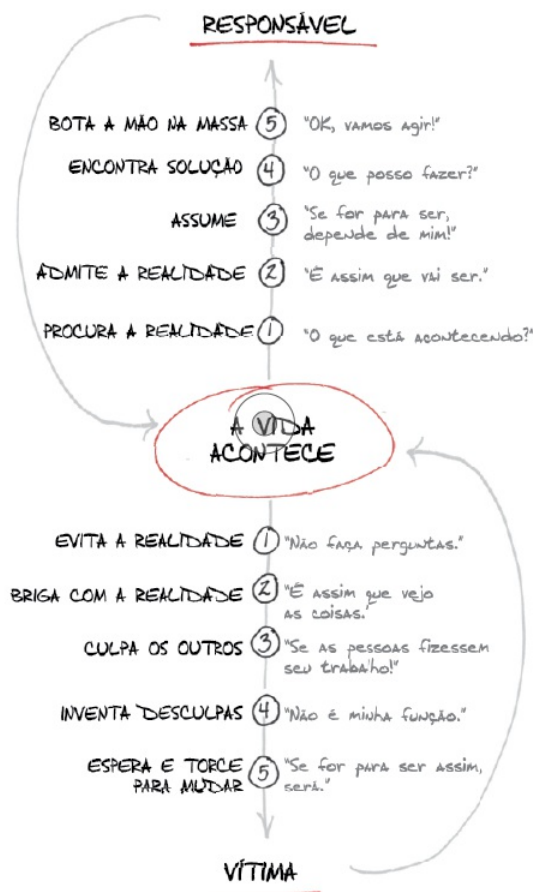 RESPONSÁVEL
BOTA A MÃO NA MASSA 5 "OK, vamos agir!"
ENCONTRA SOLUÇÃO 4 "O que posso fazer?"
ASSUME 3 "Se for para ser,
depende de mim!"
ADMITE A REALIDADE 2 "É assim que vai ser."
PROCURA A REALIDADE 1 "O que está acontecendo?"
A VIDA
ACONTECE
EVITA A REALIDADE 1 "Não faça perguntas."
BRIGA COM A REALIDADE 2 "É assim que vejo
as coisas."
CULPA OS OUTROS 3 "Se as pessoas fizessem
seu trabalho!"
INVENTA DESCULPAS 4 "Não é minha função."
ESPERA E TORCE 5 "Se for para ser assim,
PARA MUDAR será."
VÍTIMA